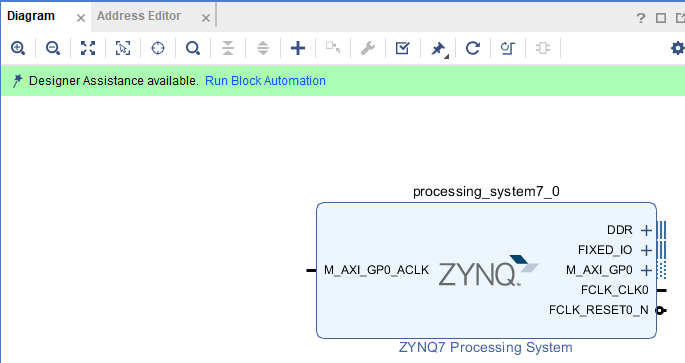 Diagram
Address Editor
Designer Assistance available. Run Block Automation
processing_system7_0
DDR
FIXED_IO
M_AXI_GP0_ACLK ZYNQ™ M_AXI_GP0
FCLK_CLK0
FCLK_RESET0_N
ZYNQ7 Processing System